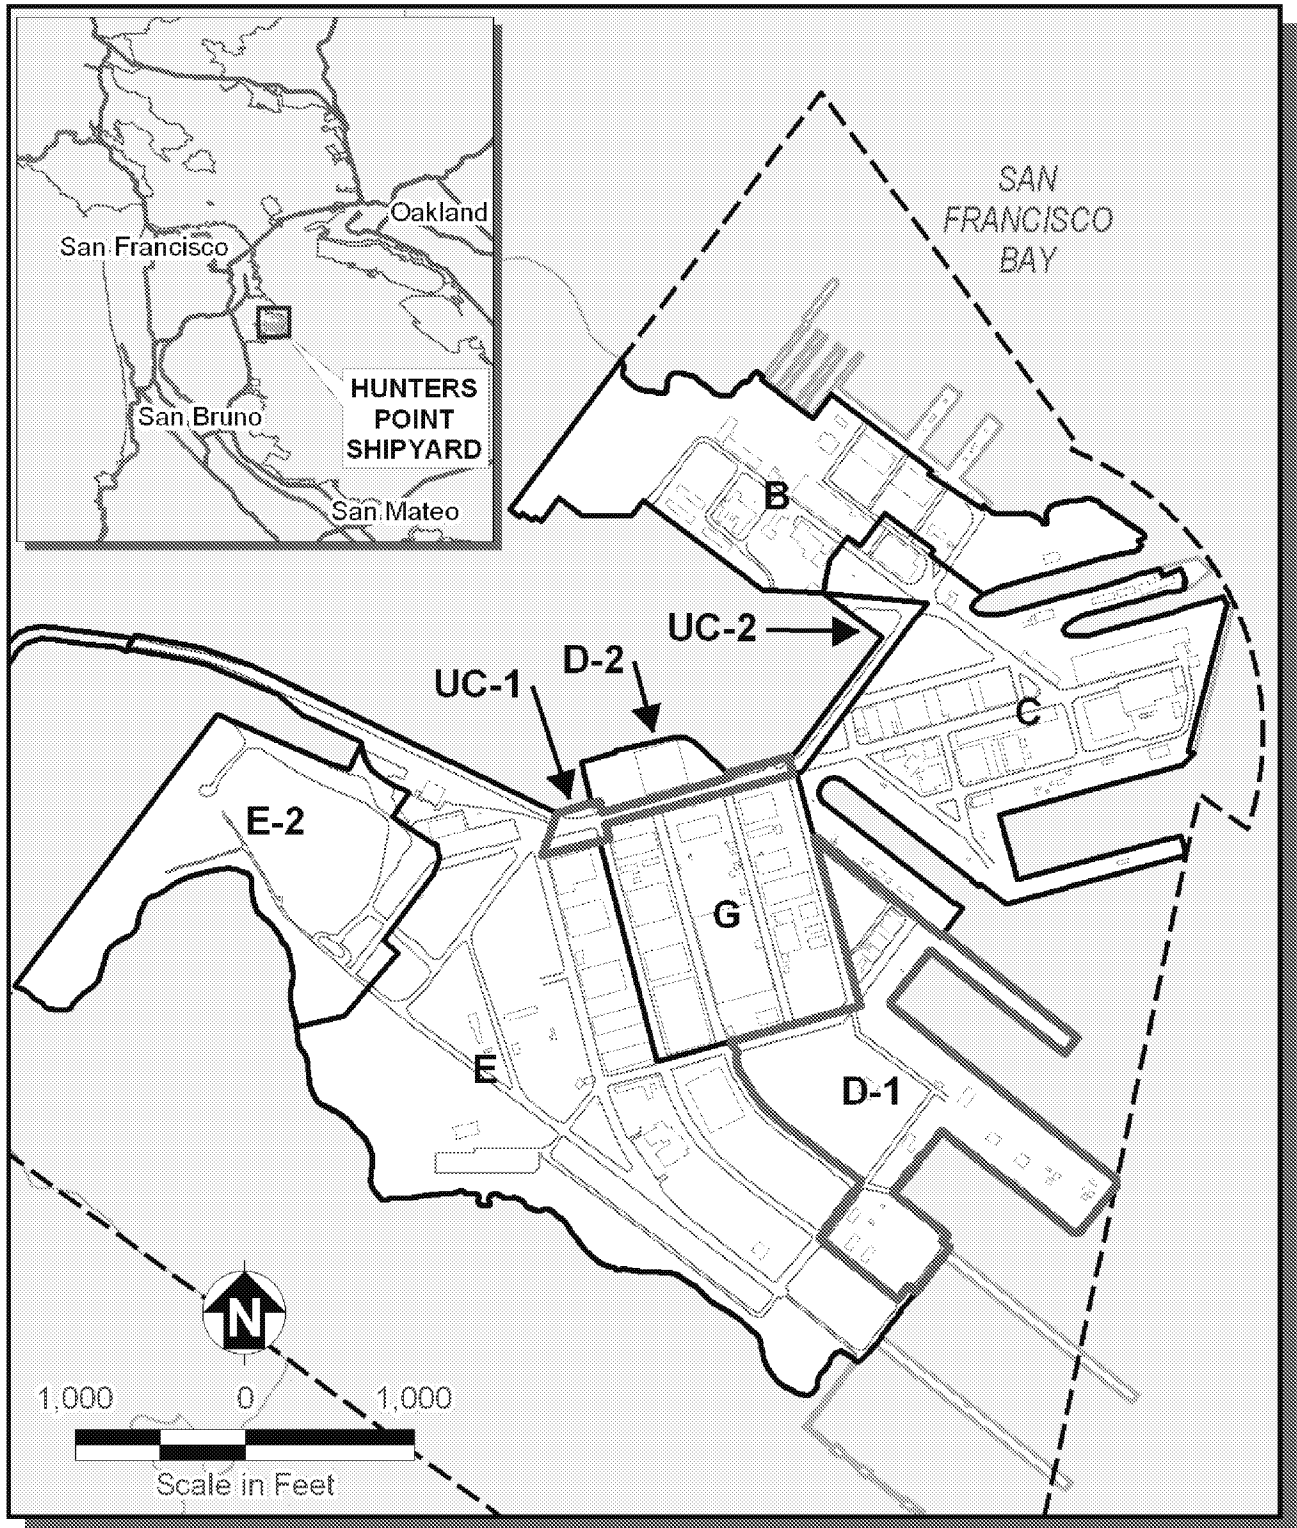 Oakland
San Francisco
HUNTERS
POINT
SHIPYARD
San Bruno
San Mateo
SAN
FRANCISCO
BAY
B
UC-2
D-2
UC-1
C
E-2
G
E
D-1
N
1,000 0 1,000
Scale in Feet